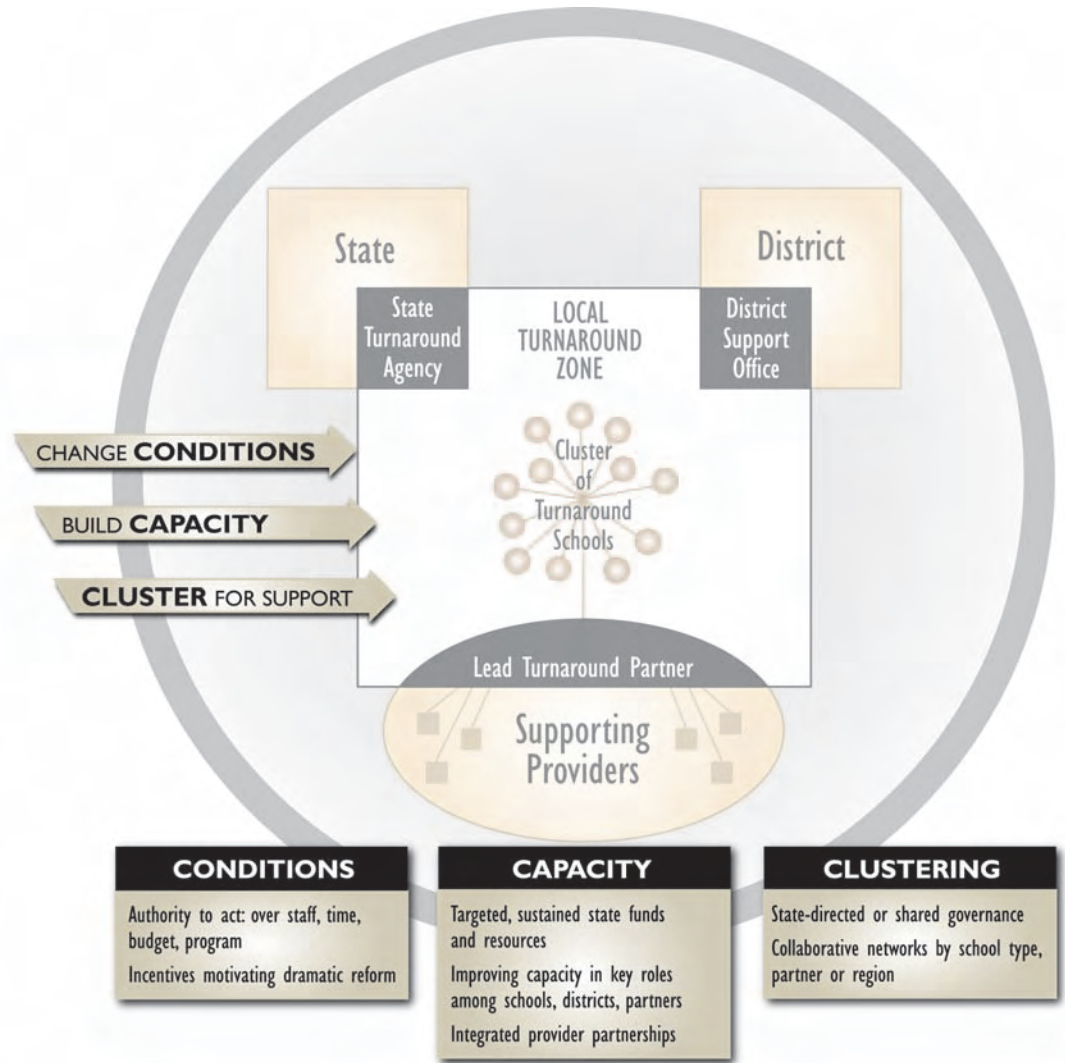 State
District
State
Turnaround
Agency
LOCAL
TURNAROUND
ZONE
District
Support
Office
CHANGE CONDITIONS
BUILD CAPACITY
CLUSTER FOR SUPPORT
Cluster
of
Turnaround
Schools
Lead Turnaround Partner
Supporting
Providers
CONDITIONS
Authority to act: over staff, time,
budget, program
Incentives motivating dramatic reform
CAPACITY
Targeted, sustained state funds
and resources
Improving capacity in key roles
among schools, districts, partners
Integrated provider partnerships
CLUSTERING
State-directed or shared governance
Collaborative networks by school type,
partner or region